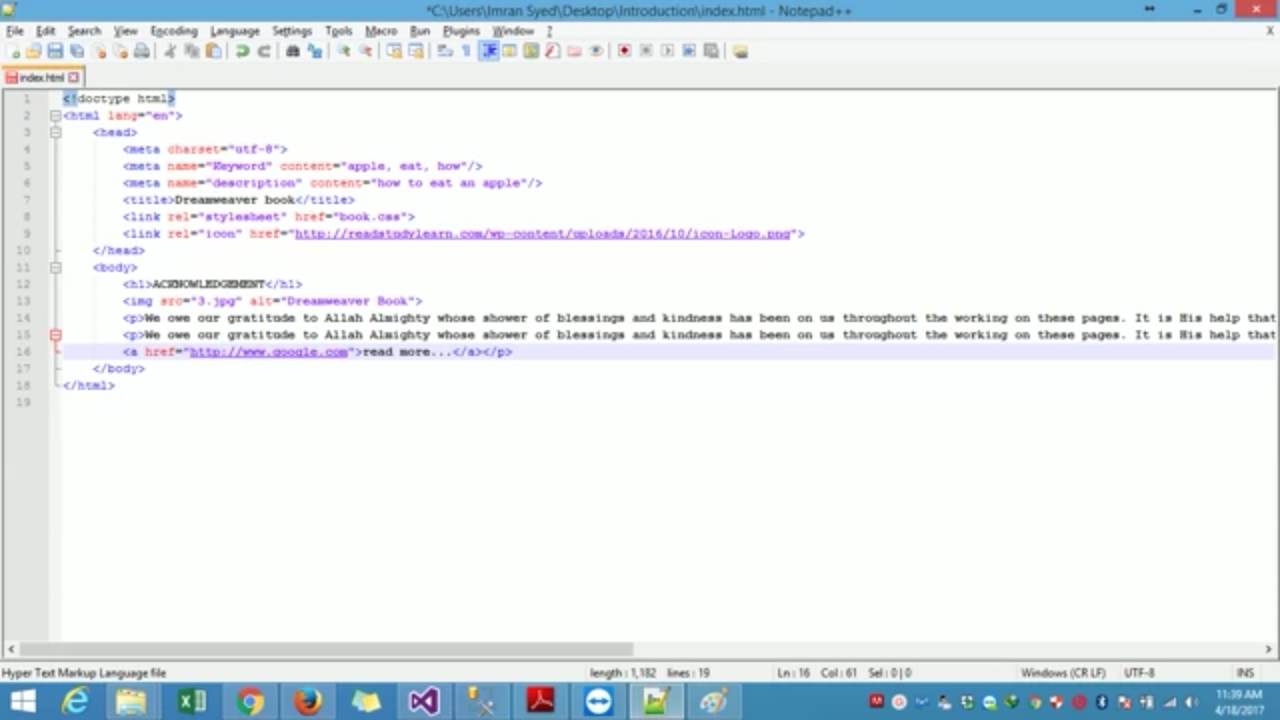 *C:\Users\Imran Syed\Desktop\Introduction\index.html - Notepad++
File Edit Search View Encoding Language Settings Tools Macro Run Plugins Window ? X
index.html
1 <!doctype html>
2 <html lang="en">
3 <head>
4 <meta charset="utf-8">
5 <meta name="Keyword" content="apple, eat, how"/>
6 <meta name="description" content="how to eat an apple"/>
7 <title>Dreamweaver book</title>
8 <link rel="stylesheet" href="book.css">
9 <link rel="icon" href="http://readstudylearn.com/wp-content/uploads/2016/10/icon-Logo.png">
10 </head>
11 <body>
12 <h1>ACKNOWLEDGEMENT</h1>
13 <img src="3.jpg" alt="Dreamweaver Book">
14 <p>We owe our gratitude to Allah Almighty whose shower of blessings and kindness has been on us throughout the working on these pages. It is His help that
15 <p>We owe our gratitude to Allah Almighty whose shower of blessings and kindness has been on us throughout the working on these pages. It is His help that
16 <a href="http://www.google.com">read more...</a></p>
17 </body>
18 </html>
19
Hyper Text Markup Language file length : 1,182 lines : 19 Ln : 16 Col : 61 Sel : 0 | 0 Windows (CR LF) UTF-8 INS
11:39 AM
4/18/2017